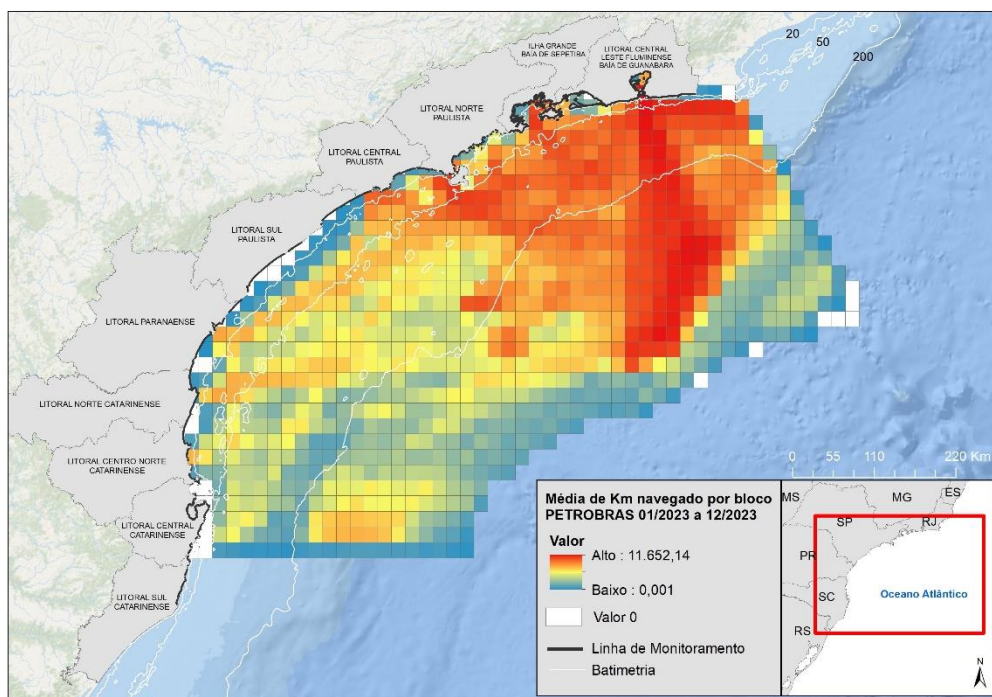 20
50
200
ILHA GRANDE
BAÍA DE SEPETIBA
LITORAL CENTRAL
LESTE FLUMINENSE
BAÍA DE GUANABARA
LITORAL NORTE
PAULISTA
LITORAL CENTRAL
PAULISTA
LITORAL SUL
PAULISTA
LITORAL PARANAENSE
LITORAL NORTE CATARINENSE
LITORAL CENTRO NORTE
CATARINENSE
LITORAL CENTRAL
CATARINENSE
LITORAL SUL
CATARINENSE
0 55 110 220 Km
Média de Km navegado por bloco
PETROBRAS 01/2023 a 12/2023
Valor
Alto : 11.652,14
Baixo : 0,001
Valor 0
Linha de Monitoramento
Batimetria
MS
MG
ES
SP
RJ
PR
SC
RS
Oceano Atlântico
N